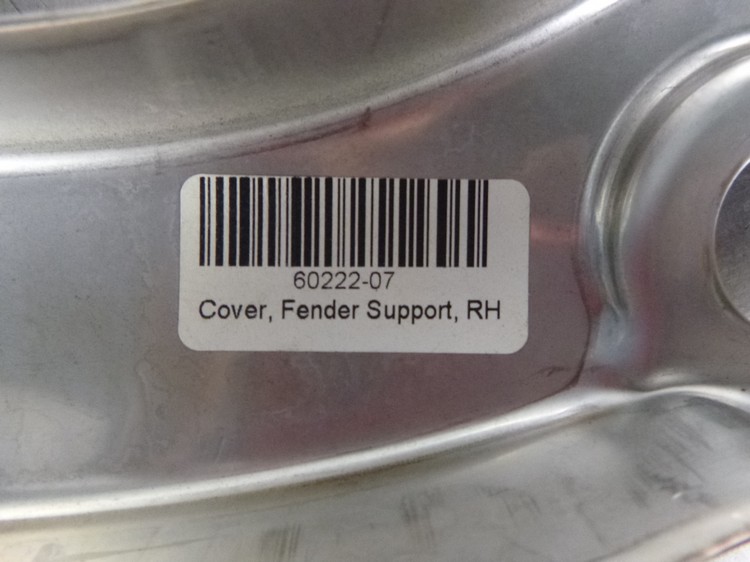 60222-07
Cover, Fender Support, RH